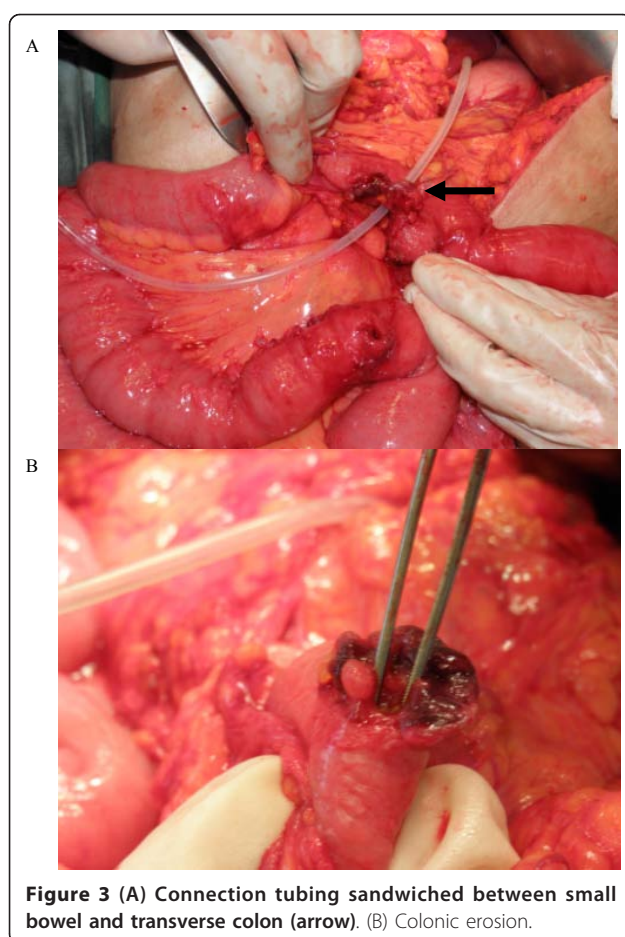 A
B
Figure 3 (A) Connection tubing sandwiched between small
bowel and transverse colon (arrow). (B) Colonic erosion.